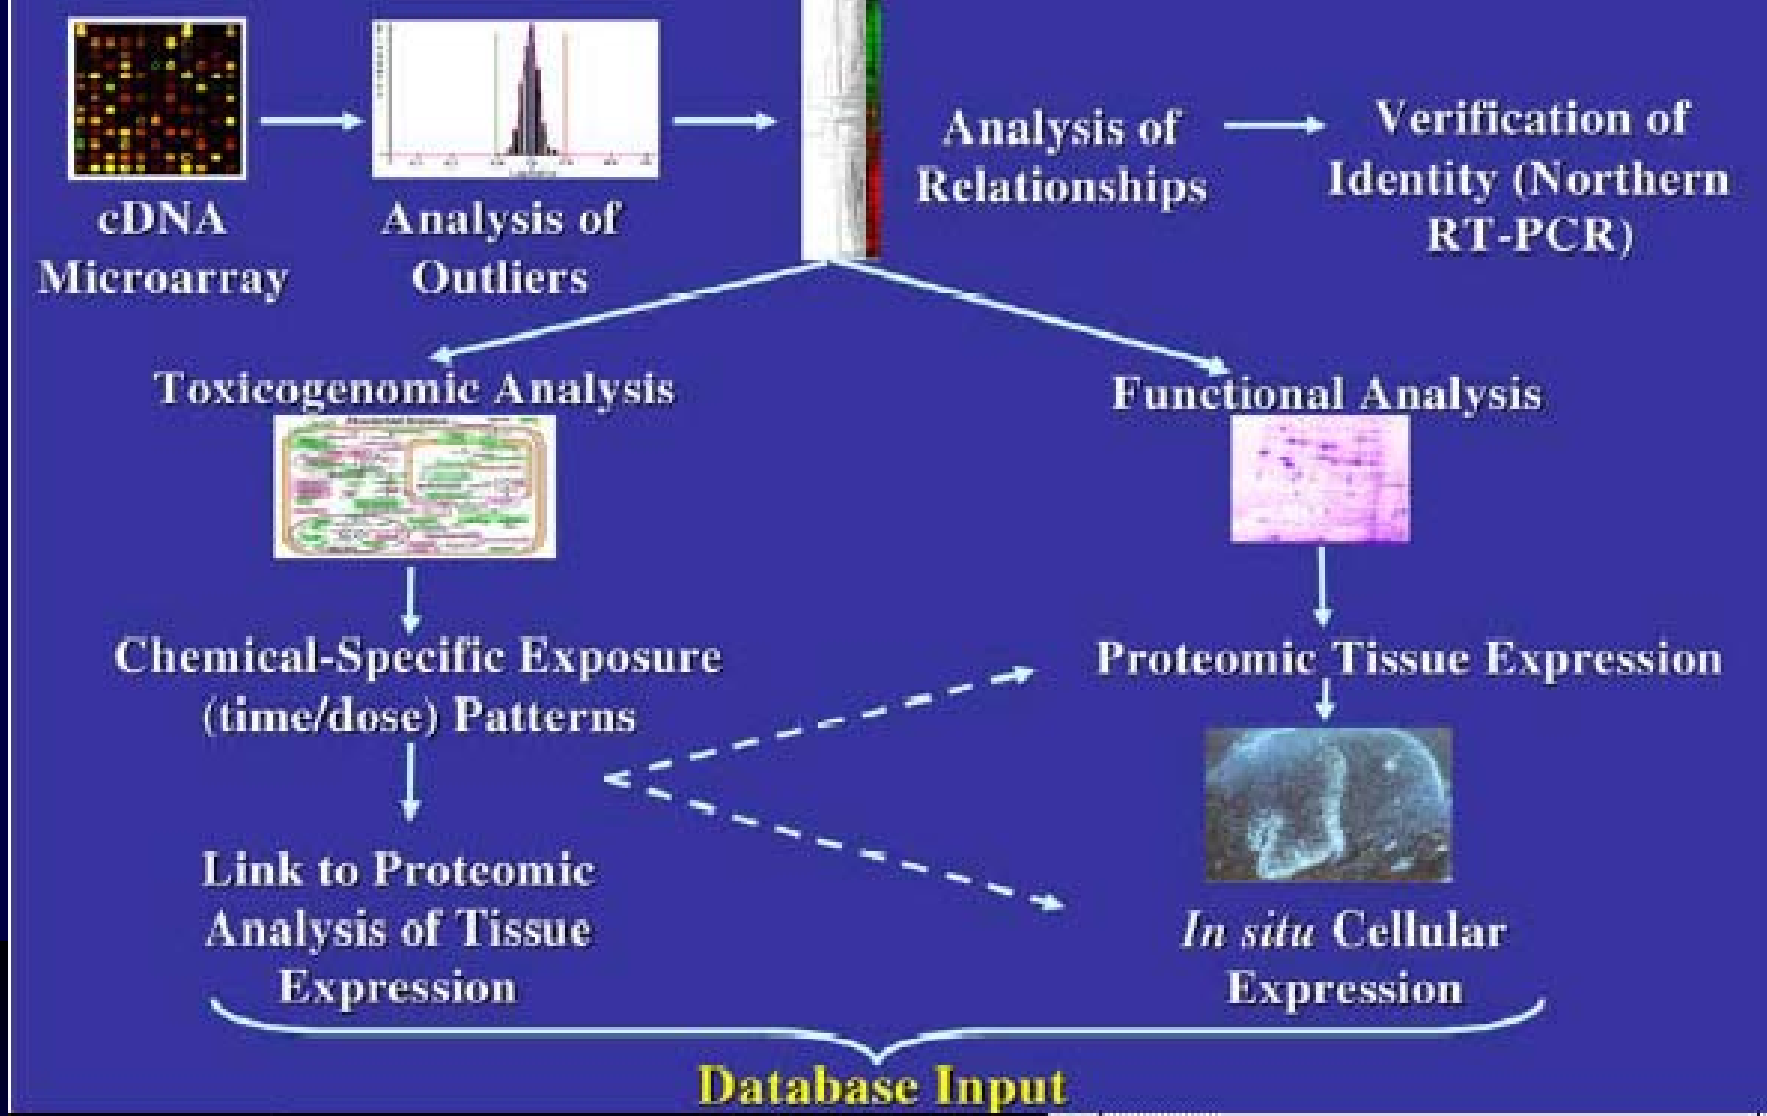 cDNA
Microarray
Analysis of
Outliers
Analysis of
Relationships
Verification of
Identity (Northern
RT-PCR)
Toxicogenomic Analysis
Functional Analysis
Chemical-Specific Exposure
(time/dose) Patterns
Proteomic Tissue Expression
Link to Proteomic
Analysis of Tissue
Expression
In situ Cellular
Expression
Database Input